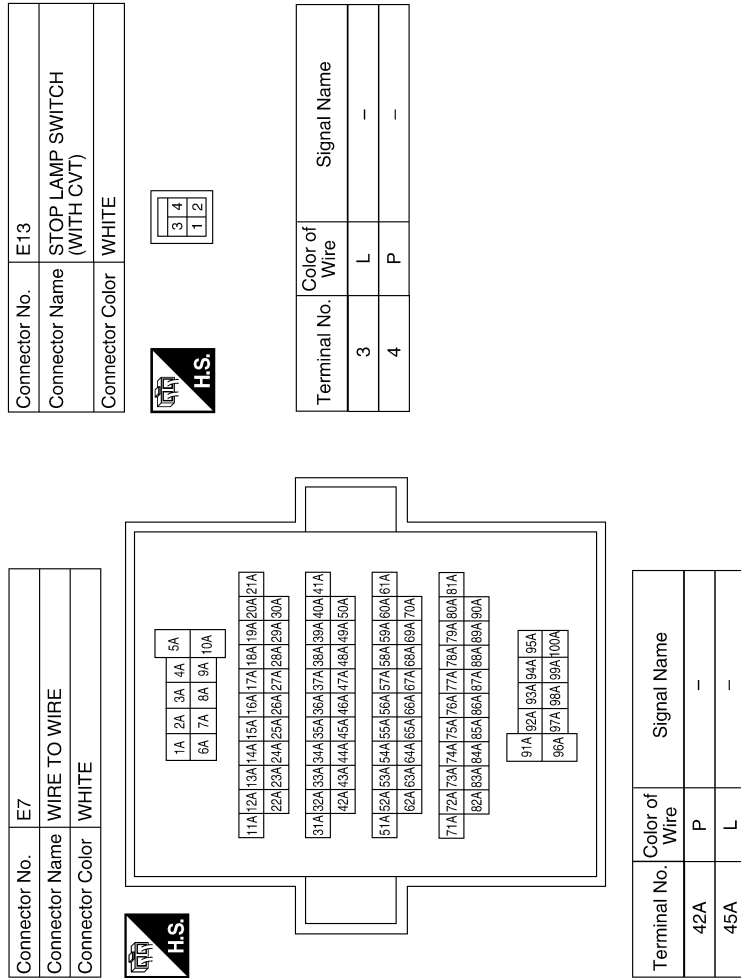 Connector No. E7
Connector Name WIRE TO WIRE
Connector Color WHITE
H.S.
1A 2A 3A 4A 5A
6A 7A 8A 9A 10A
11A 12A 13A 14A 15A 16A 17A 18A 19A 20A 21A
22A 23A 24A 25A 26A 27A 28A 29A 30A
31A 32A 33A 34A 35A 36A 37A 38A 39A 40A 41A
42A 43A 44A 45A 46A 47A 48A 49A 50A
51A 52A 53A 54A 55A 56A 57A 58A 59A 60A 61A
62A 63A 64A 65A 66A 67A 68A 69A 70A
71A 72A 73A 74A 75A 76A 77A 78A 79A 80A 81A
82A 83A 84A 85A 86A 87A 88A 89A 90A
91A 92A 93A 94A 95A
96A 97A 98A 99A 100A
Terminal No. Color of Wire Signal Name
42A P –
45A L –
Connector No. E13
Connector Name STOP LAMP SWITCH
(WITH CVT)
Connector Color WHITE
H.S.
3 4
1 2
Terminal No. Color of Wire Signal Name
3 L –
4 P –